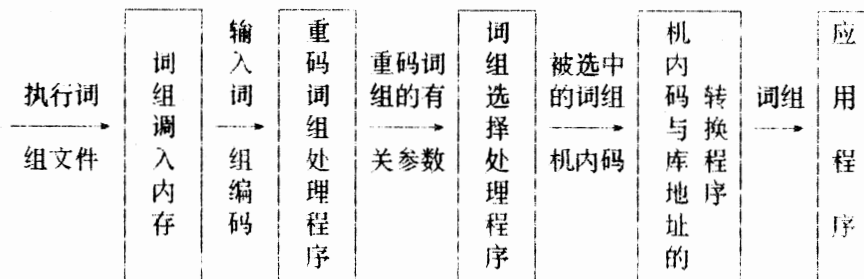 执行词
组文件
词组调入内存
输入词
组编码
重码词组处理程序
重码词
组的有
关参数
词组选择处理程序
被选中
的词组
机内码
机内码与库地址的
转换程序
词组
应用程序